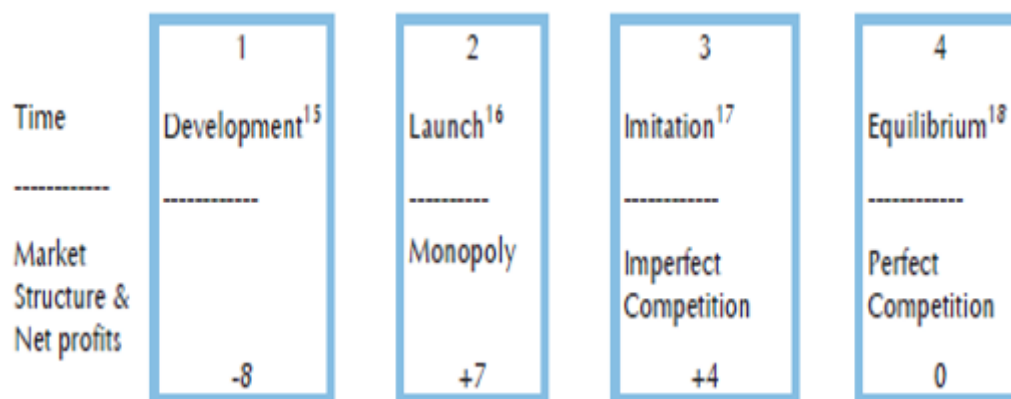 1 2 3 4
Time Development15 Launch16 Imitation17 Equilibrium18
------------ ------------ ---------- ------------ ------------
Market
Structure &
Net profits
Monopoly
Imperfect
Competition
Perfect
Competition
-8 +7 +4 0